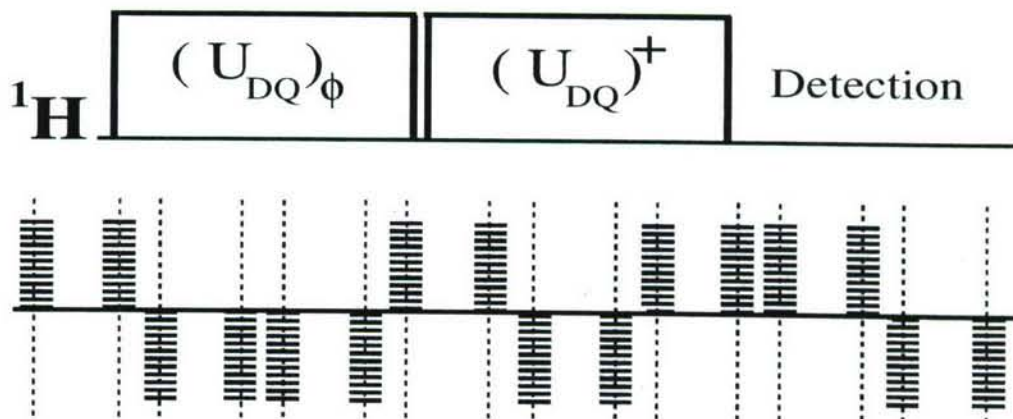 ¹H
( U_DQ )_ϕ
( U_DQ )⁺
Detection